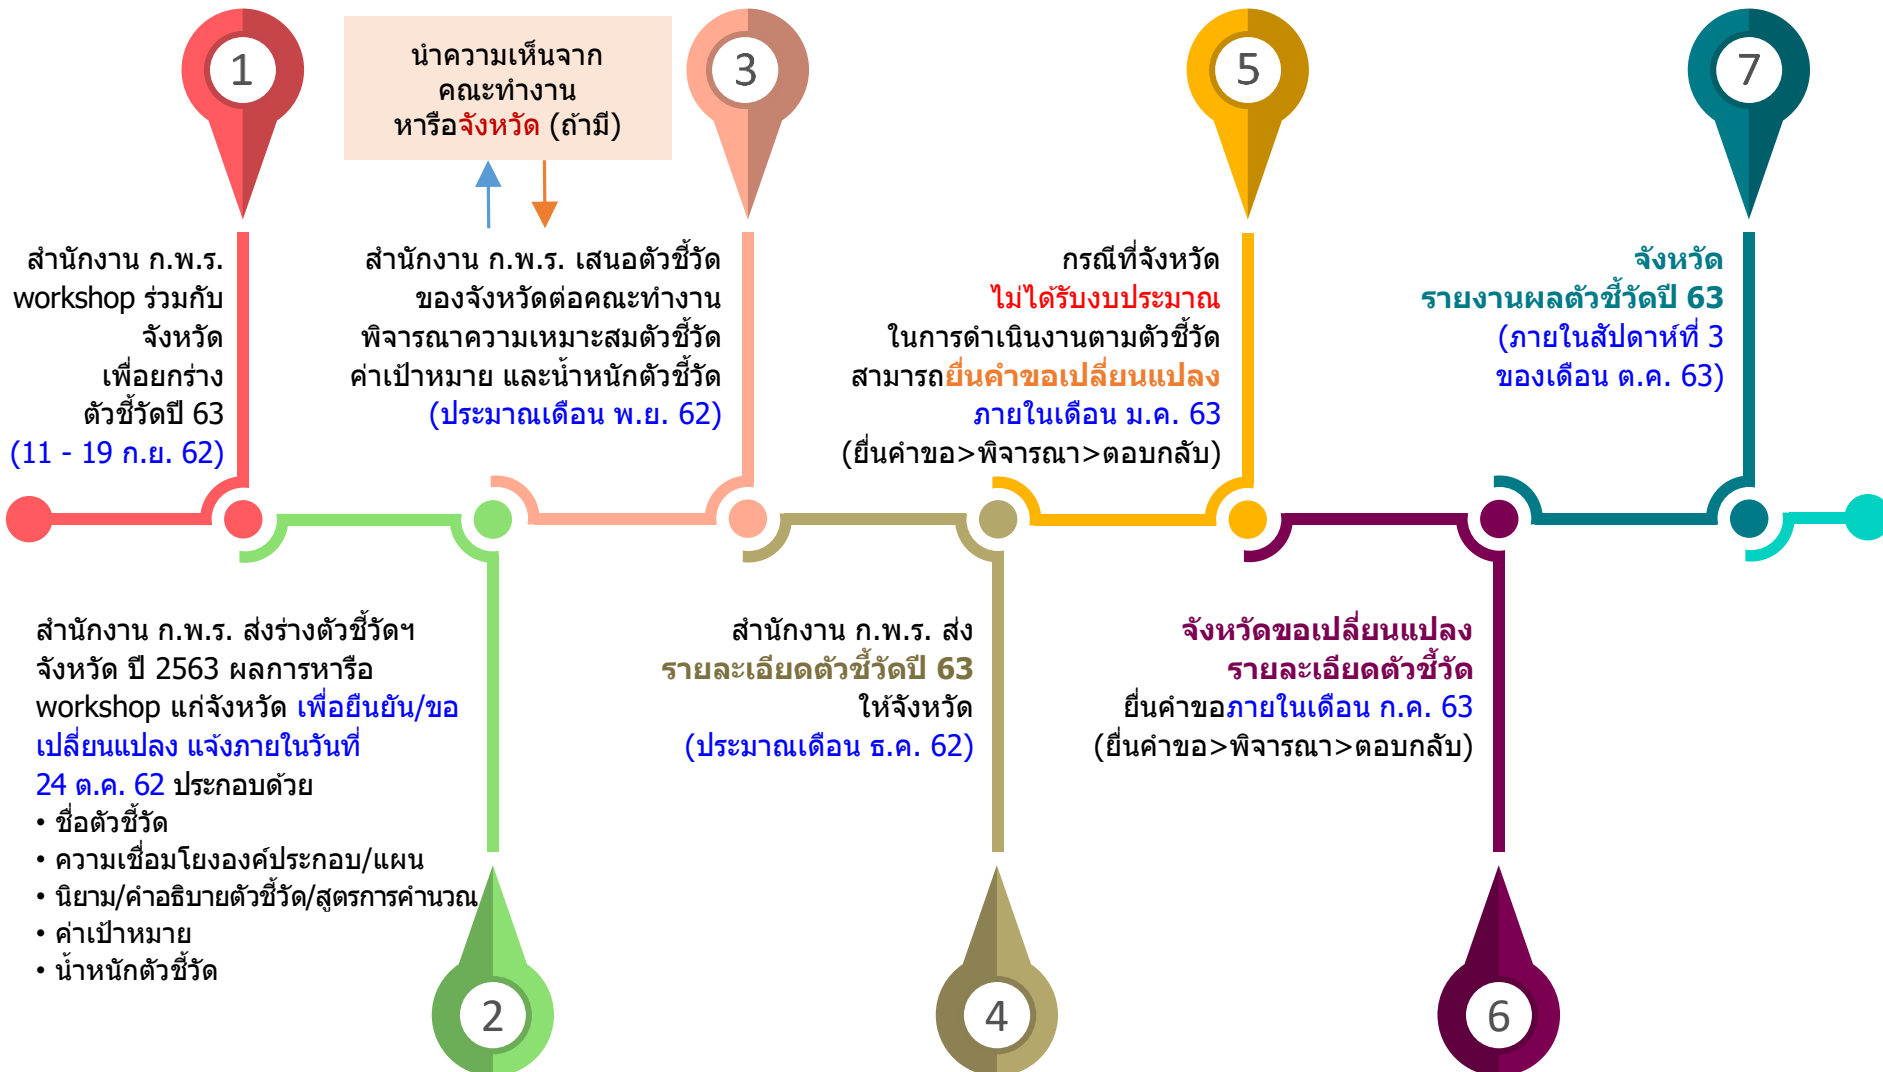 1
สำนักงาน ก.พ.ร.
workshop ร่วมกับ
จังหวัด
เพื่อยกร่าง
ตัวชี้วัดปี 63
(11 - 19 ก.ย. 62)
2
สำนักงาน ก.พ.ร. ส่งร่างตัวชี้วัดฯ
จังหวัด ปี 2563 ผลการหารือ
workshop แก่จังหวัด เพื่อยืนยัน/ขอ
เปลี่ยนแปลง แจ้งภายในวันที่
24 ต.ค. 62 ประกอบด้วย
• ชื่อตัวชี้วัด
• ความเชื่อมโยงองค์ประกอบ/แผน
• นิยาม/คำอธิบายตัวชี้วัด/สูตรการคำนวณ
• ค่าเป้าหมาย
• น้ำหนักตัวชี้วัด
นำความเห็นจาก
คณะทำงาน
หารือจังหวัด (ถ้ามี)
3
สำนักงาน ก.พ.ร. เสนอตัวชี้วัด
ของจังหวัดต่อคณะทำงาน
พิจารณาความเหมาะสมตัวชี้วัด
ค่าเป้าหมาย และน้ำหนักตัวชี้วัด
(ประมาณเดือน พ.ย. 62)
4
สำนักงาน ก.พ.ร. ส่ง
รายละเอียดตัวชี้วัดปี 63
ให้จังหวัด
(ประมาณเดือน ธ.ค. 62)
5
กรณีที่จังหวัด
ไม่ได้รับงบประมาณ
ในการดำเนินงานตามตัวชี้วัด
สามารถยื่นคำขอเปลี่ยนแปลง
ภายในเดือน ม.ค. 63
(ยื่นคำขอ>พิจารณา>ตอบกลับ)
6
จังหวัดขอเปลี่ยนแปลง
รายละเอียดตัวชี้วัด
ยื่นคำขอภายในเดือน ก.ค. 63
(ยื่นคำขอ>พิจารณา>ตอบกลับ)
7
จังหวัด
รายงานผลตัวชี้วัดปี 63
(ภายในสัปดาห์ที่ 3
ของเดือน ต.ค. 63)